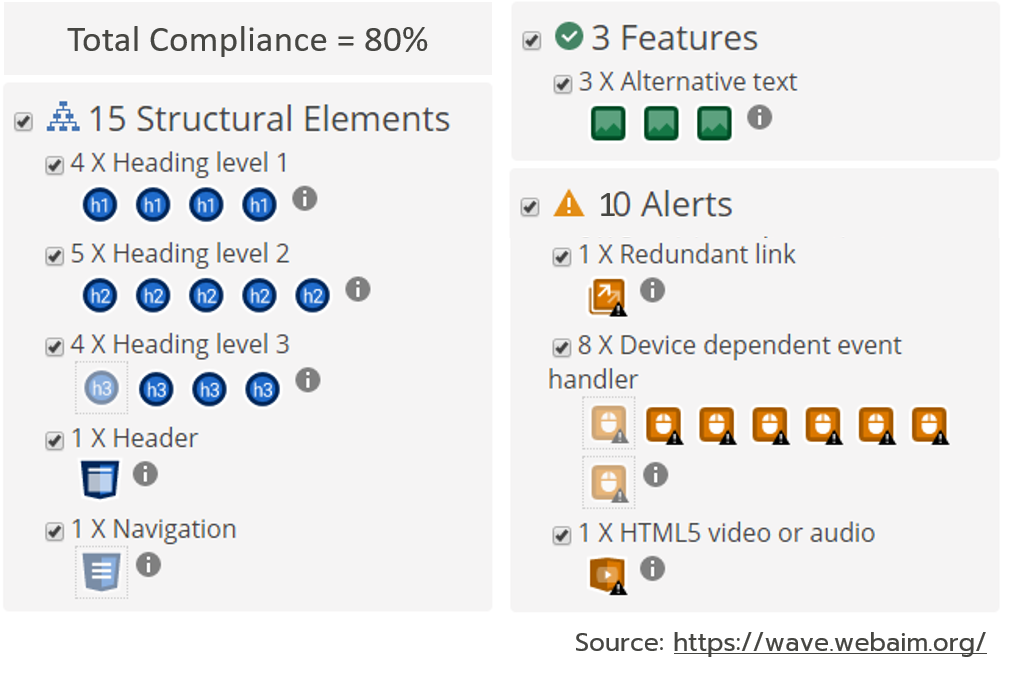 Total Compliance = 80%
15 Structural Elements
4 X Heading level 1
h1 h1 h1 h1 i
5 X Heading level 2
h2 h2 h2 h2 h2 i
4 X Heading level 3
h3 h3 h3 h3 i
1 X Header
i
1 X Navigation
i
3 Features
3 X Alternative text
i
10 Alerts
1 X Redundant link
i
8 X Device dependent event
handler
i
1 X HTML5 video or audio
i
Source: https://wave.webaim.org/